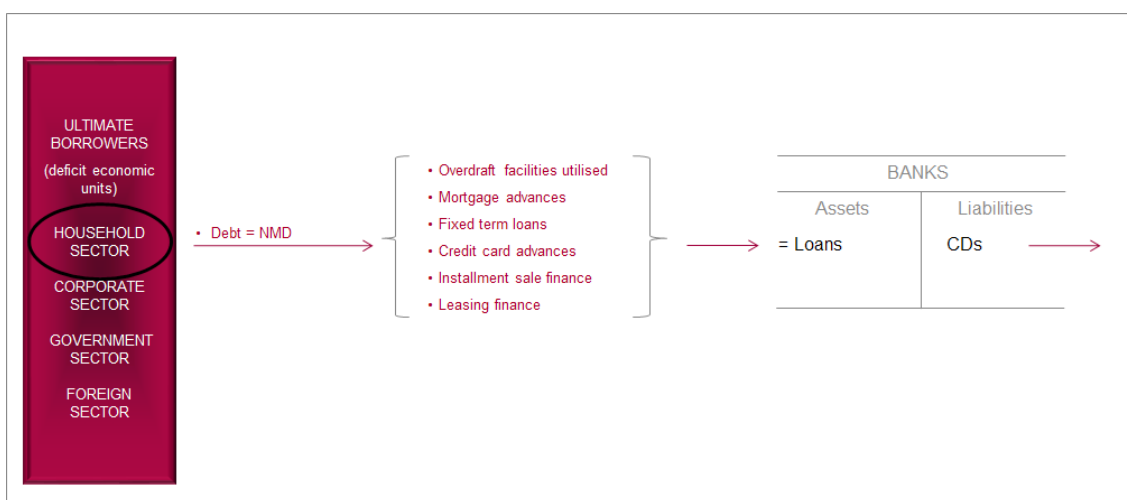 ULTIMATE
BORROWERS
(deficit economic
units)
HOUSEHOLD
SECTOR
CORPORATE
SECTOR
GOVERNMENT
SECTOR
FOREIGN
SECTOR
• Debt = NMD
• Overdraft facilities utilised
• Mortgage advances
• Fixed term loans
• Credit card advances
• Installment sale finance
• Leasing finance
BANKS
Assets Liabilities
= Loans CDs